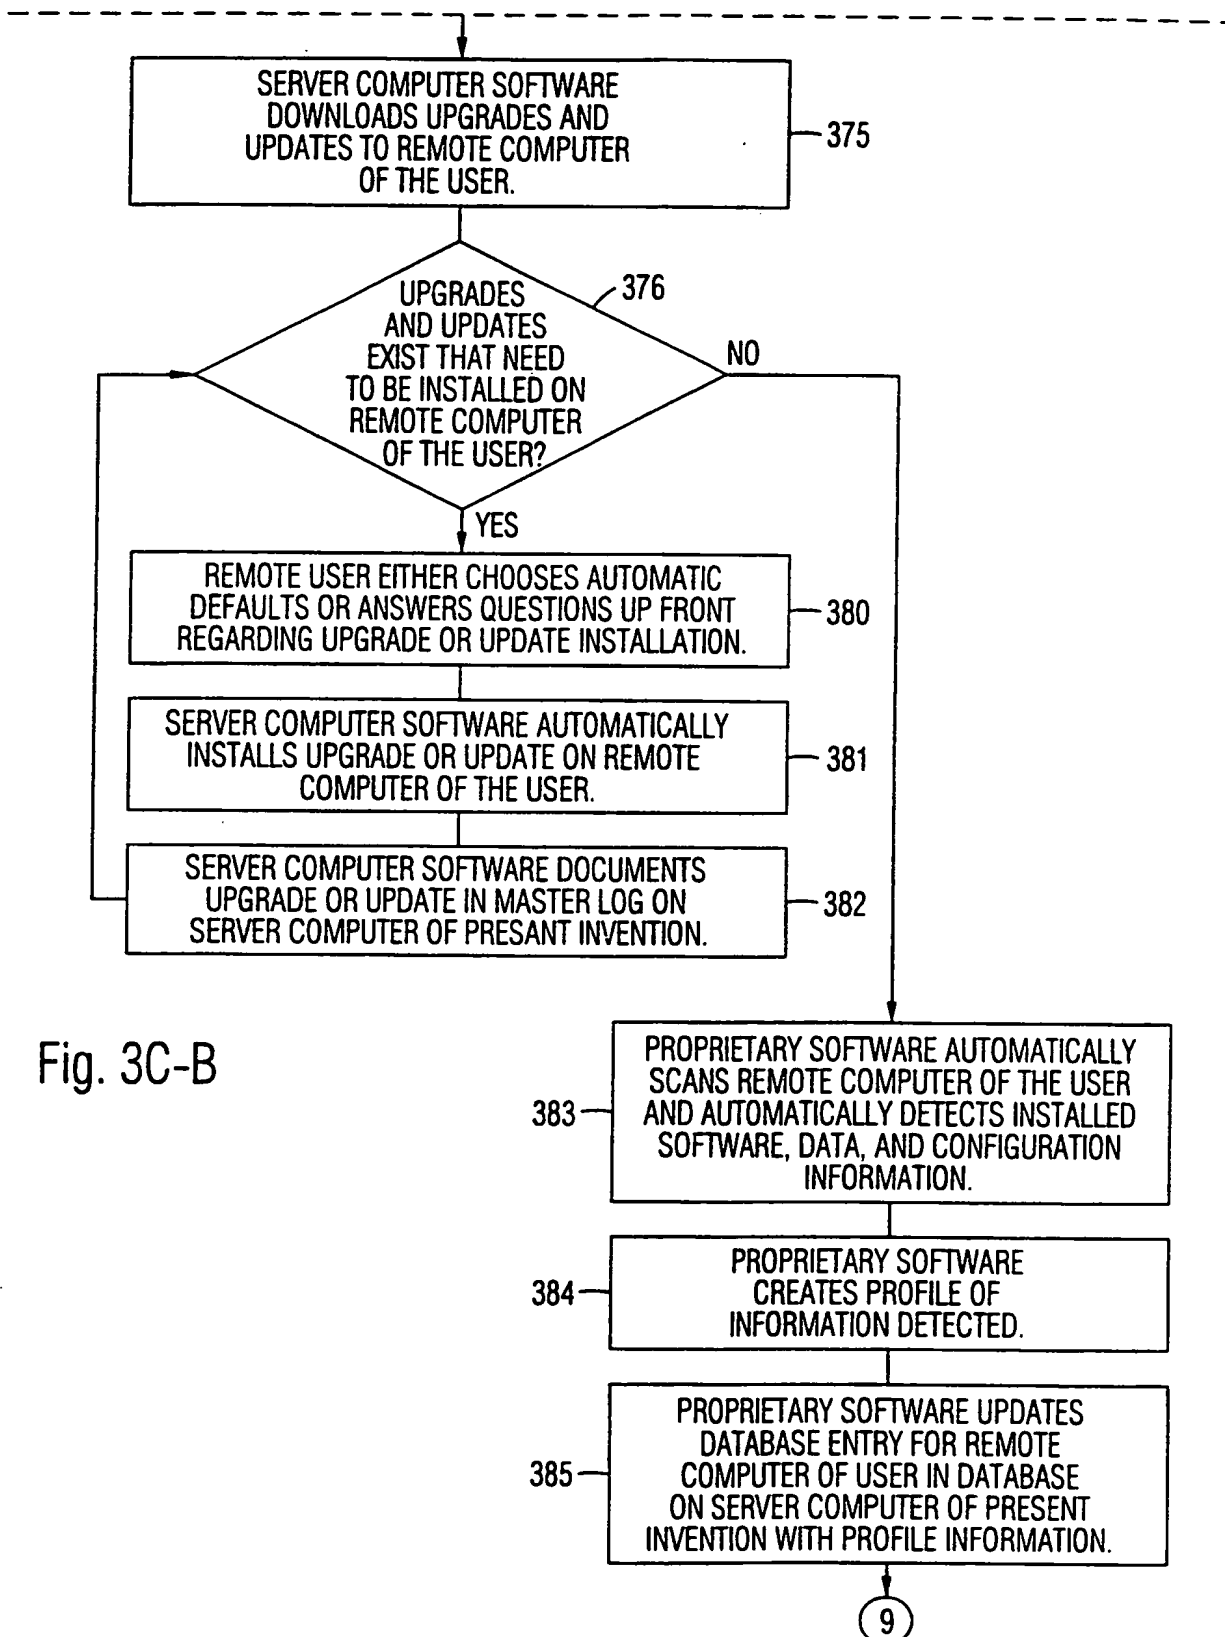 SERVER COMPUTER SOFTWARE
DOWNLOADS UPGRADES AND
UPDATES TO REMOTE COMPUTER
OF THE USER.
375
376
UPGRADES
AND UPDATES
EXIST THAT NEED
TO BE INSTALLED ON
REMOTE COMPUTER
OF THE USER?
NO
YES
REMOTE USER EITHER CHOOSES AUTOMATIC
DEFAULTS OR ANSWERS QUESTIONS UP FRONT
REGARDING UPGRADE OR UPDATE INSTALLATION.
380
SERVER COMPUTER SOFTWARE AUTOMATICALLY
INSTALLS UPGRADE OR UPDATE ON REMOTE
COMPUTER OF THE USER.
381
SERVER COMPUTER SOFTWARE DOCUMENTS
UPGRADE OR UPDATE IN MASTER LOG ON
SERVER COMPUTER OF PRESANT INVENTION.
382
Fig. 3C-B
PROPRIETARY SOFTWARE AUTOMATICALLY
SCANS REMOTE COMPUTER OF THE USER
AND AUTOMATICALLY DETECTS INSTALLED
SOFTWARE, DATA, AND CONFIGURATION
INFORMATION.
383
PROPRIETARY SOFTWARE
CREATES PROFILE OF
INFORMATION DETECTED.
384
PROPRIETARY SOFTWARE UPDATES
DATABASE ENTRY FOR REMOTE
COMPUTER OF USER IN DATABASE
ON SERVER COMPUTER OF PRESENT
INVENTION WITH PROFILE INFORMATION.
385
9